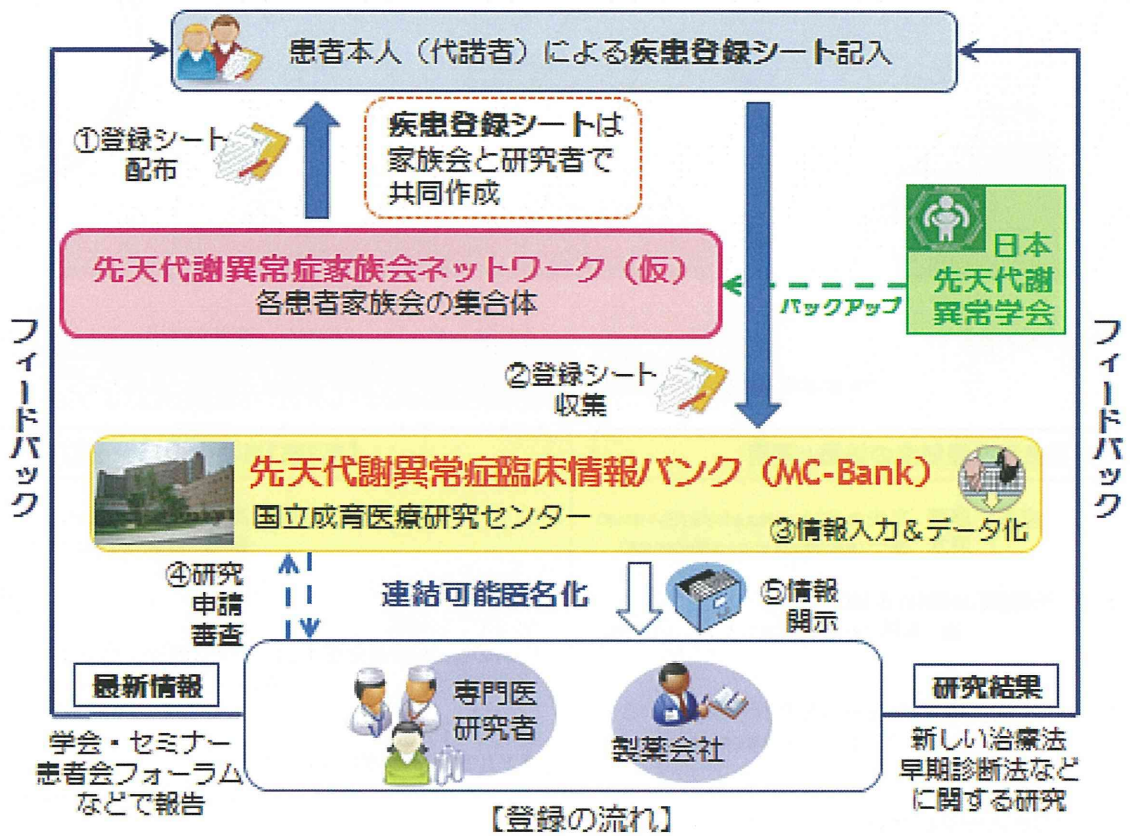 患者本人（代諾者）による疾患登録シート記入
①登録シート
配布
疾患登録シートは
家族会と研究者で
共同作成
日本
先天代謝
異常学会
先天代謝異常症家族会ネットワーク（仮）
各患者家族会の集合体
バックアップ
フィードバック
フィードバック
②登録シート
収集
先天代謝異常症臨床情報バンク（MC-Bank）
国立成育医療研究センター
③情報入力＆データ化
④研究
申請
審査
連結可能匿名化
⑤情報
開示
最新情報
学会・セミナー
患者会フォーラム
などで報告
専門医
研究者
製薬会社
研究結果
新しい治療法
早期診断法など
に関する研究
【登録の流れ】